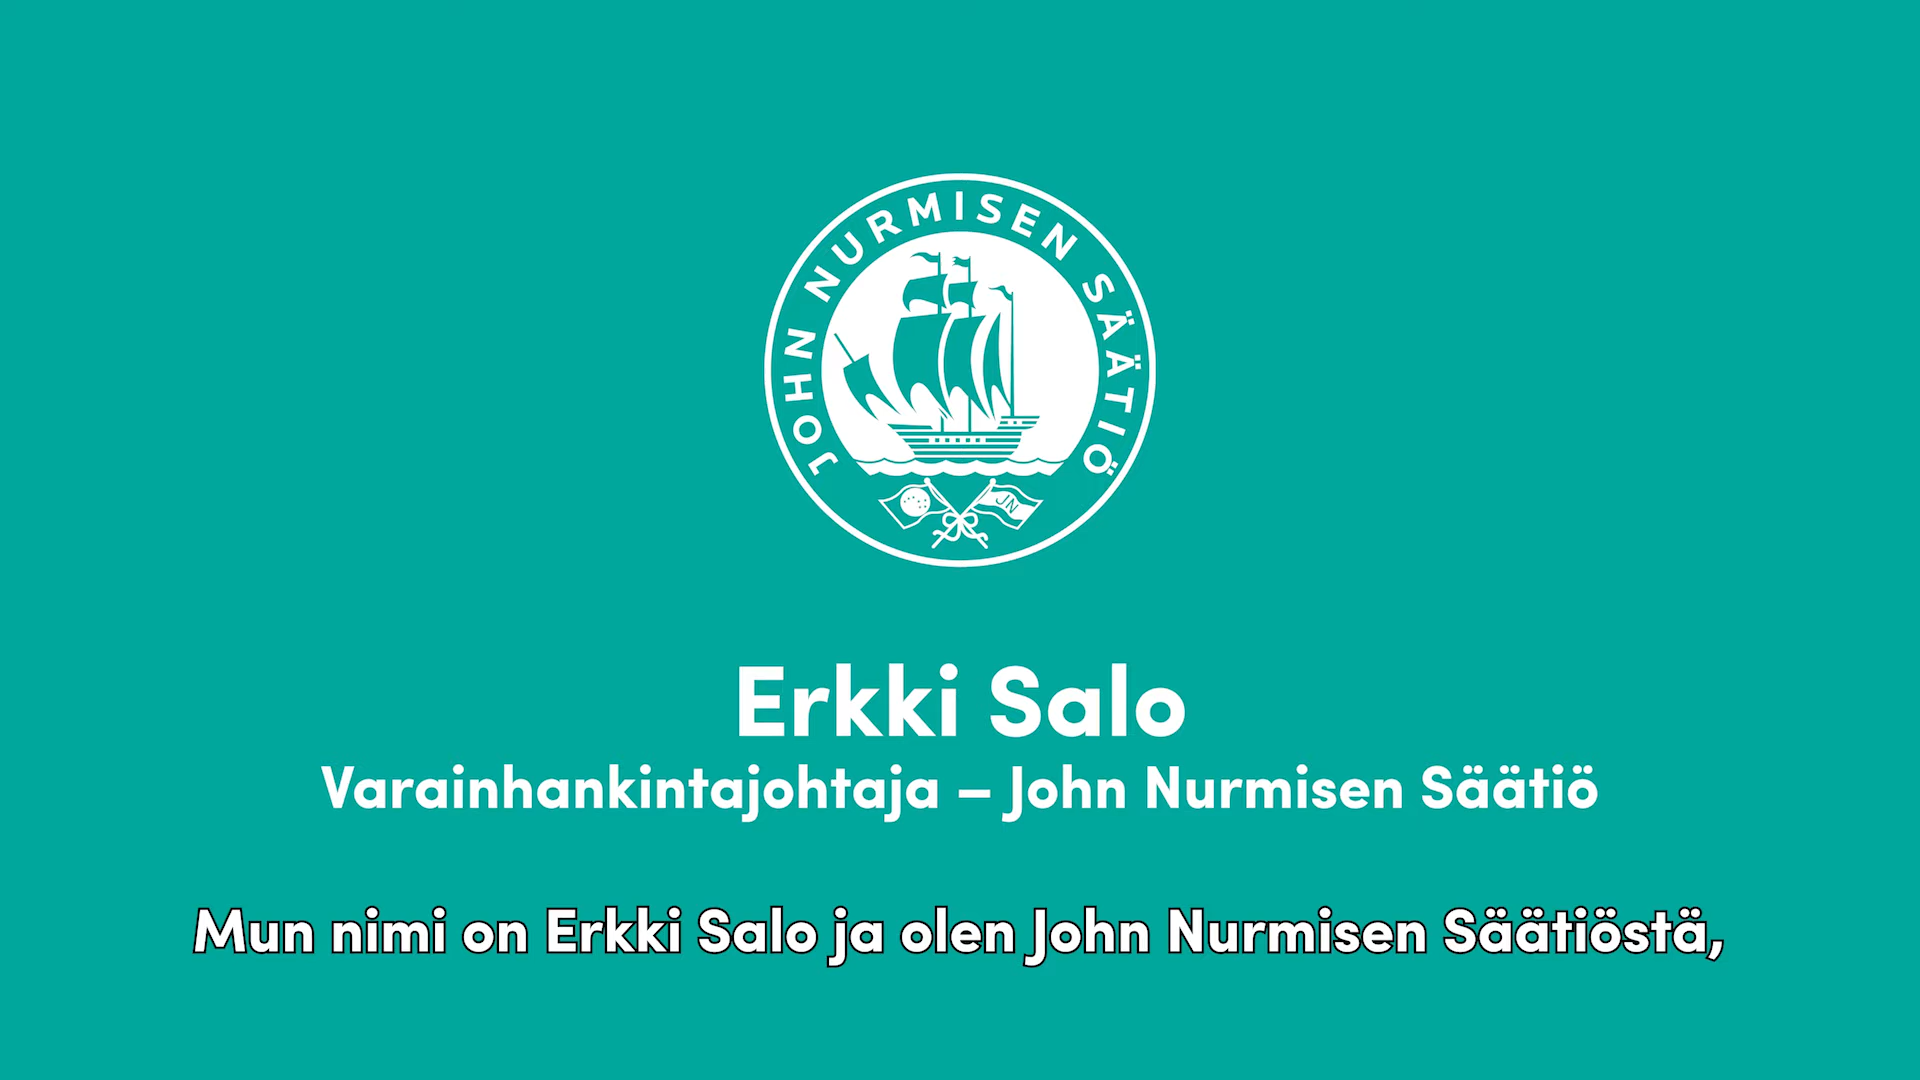 JOHN NURMISEN SÄÄTIÖ
JN
Erkki Salo
Varainhankintajohtaja – John Nurmisen Säätiö
Mun nimi on Erkki Salo ja olen John Nurmisen Säätiöstä,